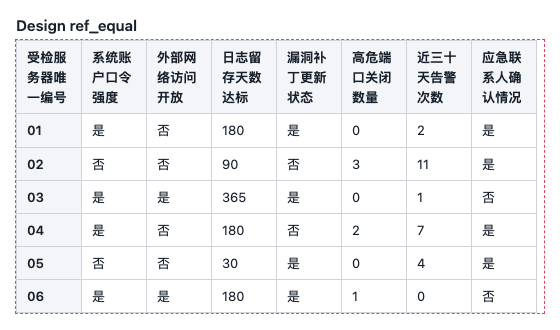 Design ref_equal
受检服务器唯一编号 系统账户口令强度 外部网络访问开放 日志留存天数达标 漏洞补丁更新状态 高危端口关闭数量 近三十天告警次数 应急联系人确认情况
01 是 否 180 是 0 2 是
02 否 否 90 否 3 11 是
03 是 是 365 是 0 1 否
04 是 否 180 否 2 7 是
05 否 否 30 是 0 4 是
06 是 是 180 是 1 0 否